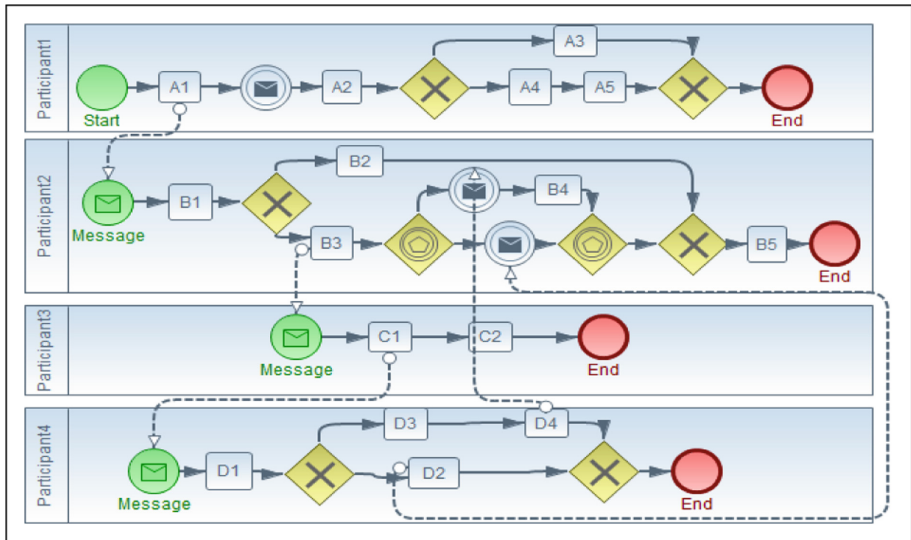 Participant1
Start
A1
A2
A3
A4
A5
End
Participant2
Message
B1
B2
B3
B4
B5
End
Participant3
Message
C1
C2
End
Participant4
Message
D1
D3
D4
D2
End